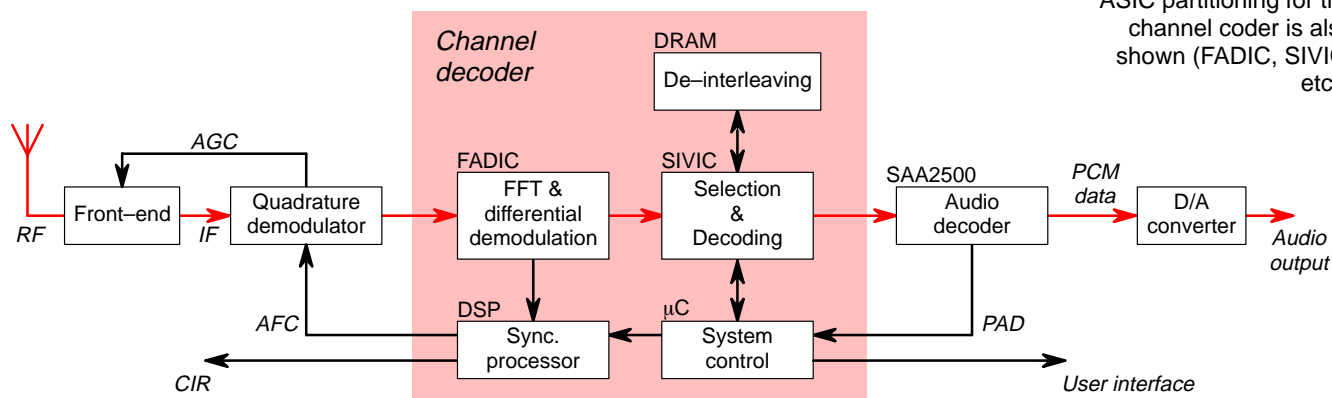 ASIC partitioning for t
channel coder is als
shown (FADIC, SIVIC
etc
Channel
decoder
DRAM
De–interleaving
AGC
FADIC
SIVIC
SAA2500
PCM
data
Front–end
Quadrature
demodulator
FFT &
differential
demodulation
Selection
&
Decoding
Audio
decoder
D/A
converter
RF
IF
Audio
output
AFC
DSP
Sync.
processor
µC
System
control
PAD
CIR
User interface